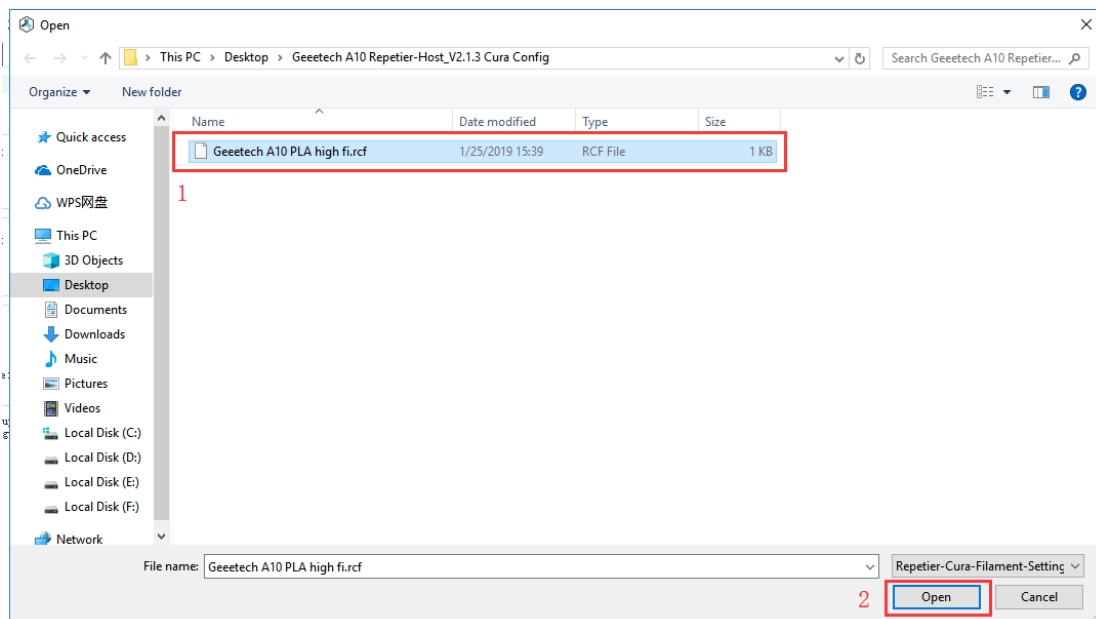 Open
This PC > Desktop > Geeetech A10 Repetier-Host_V2.1.3 Cura Config
Search Geeetech A10 Repetier...
Organize
New folder
Name
Date modified
Type
Size
Quick access
Geeetech A10 PLA high fi.rcf
1/25/2019 15:39
RCF File
1 KB
OneDrive
1
WPS网盘
This PC
3D Objects
Desktop
Documents
Downloads
Music
Pictures
Videos
Local Disk (C:)
Local Disk (D:)
Local Disk (E:)
Local Disk (F:)
Network
File name: Geeetech A10 PLA high fi.rcf
Repetier-Cura-Filament-Setting
2
Open
Cancel